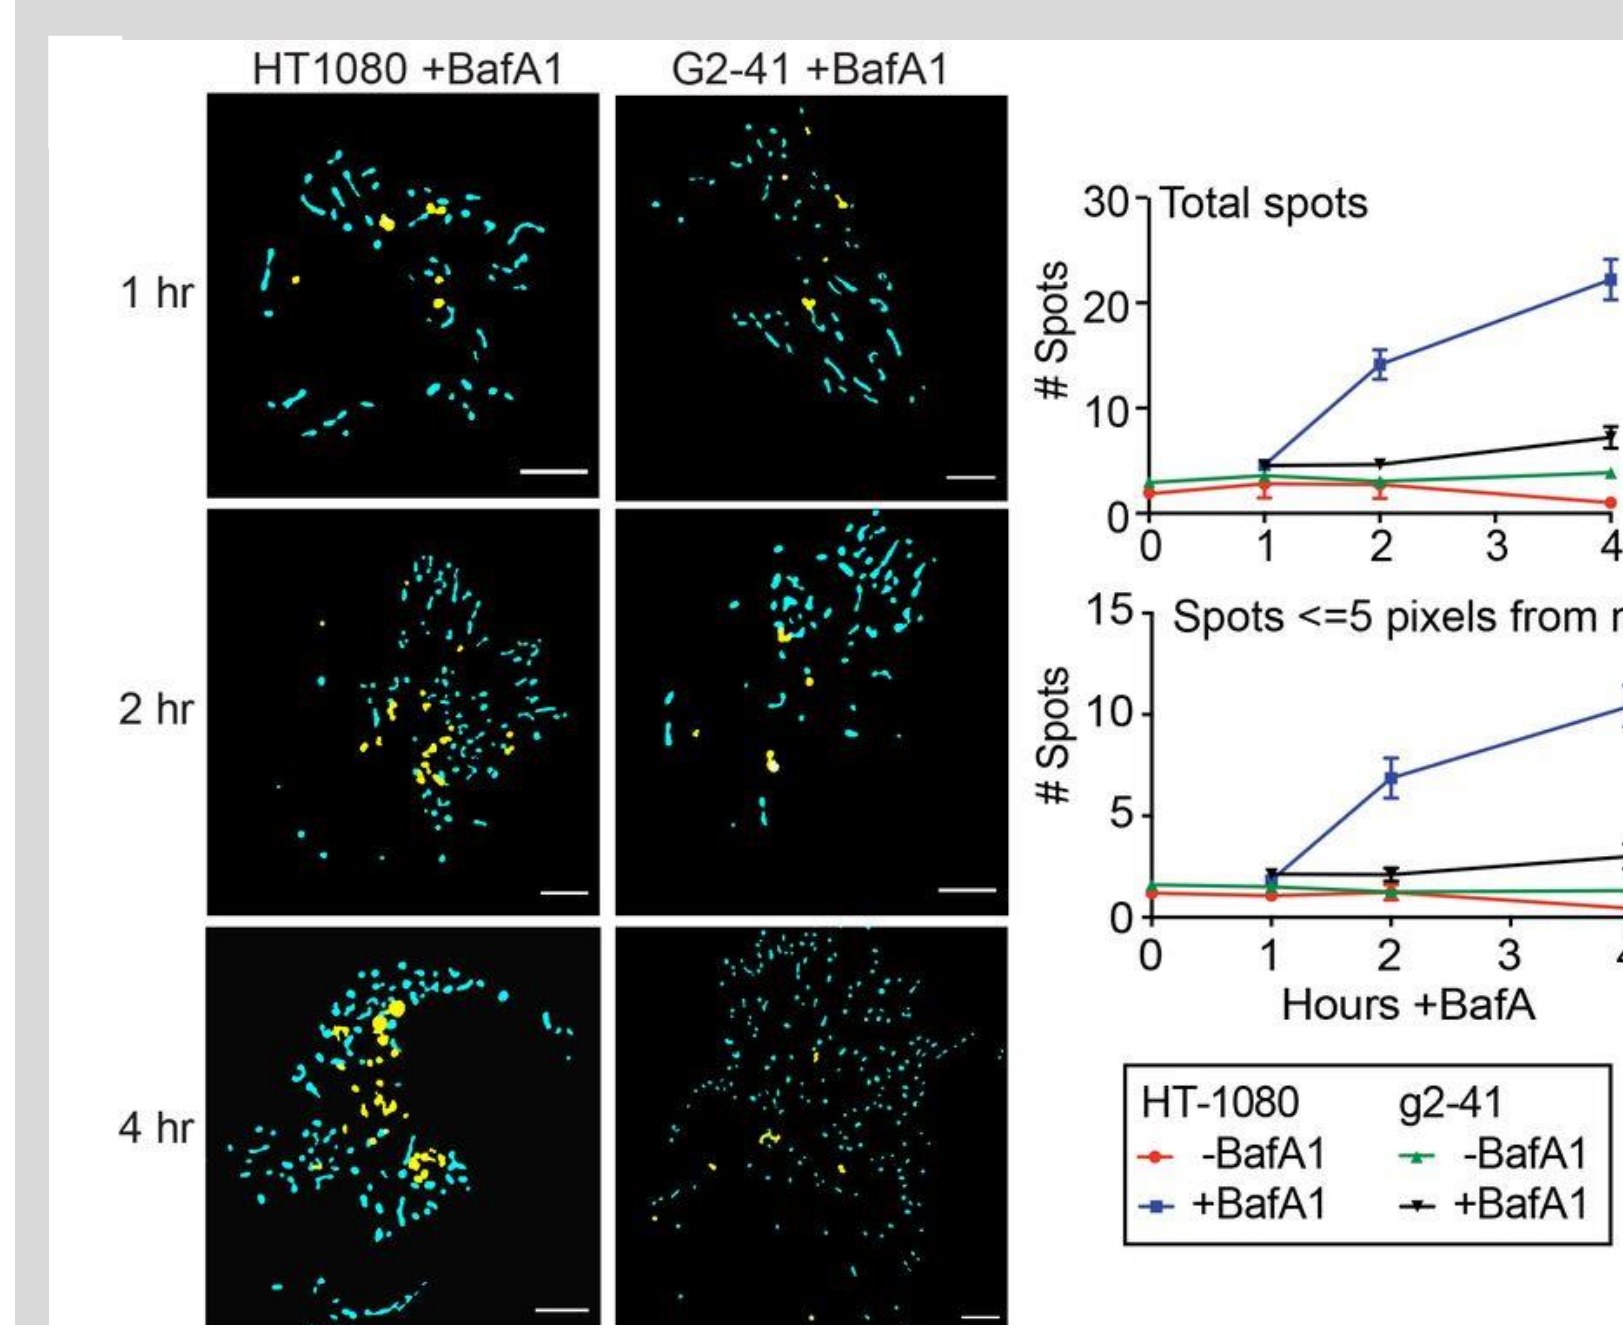 HT1080 +BafA1
G2-41 +BafA1
1 hr
2 hr
4 hr
30
Total spots
# Spots
20
10
0
0 1 2 3 4
15
Spots <=5 pixels from
# Spots
10
5
0
0 1 2 3
Hours +BafA
HT-1080 g2-41
-BafA1 -BafA1
+BafA1 +BafA1